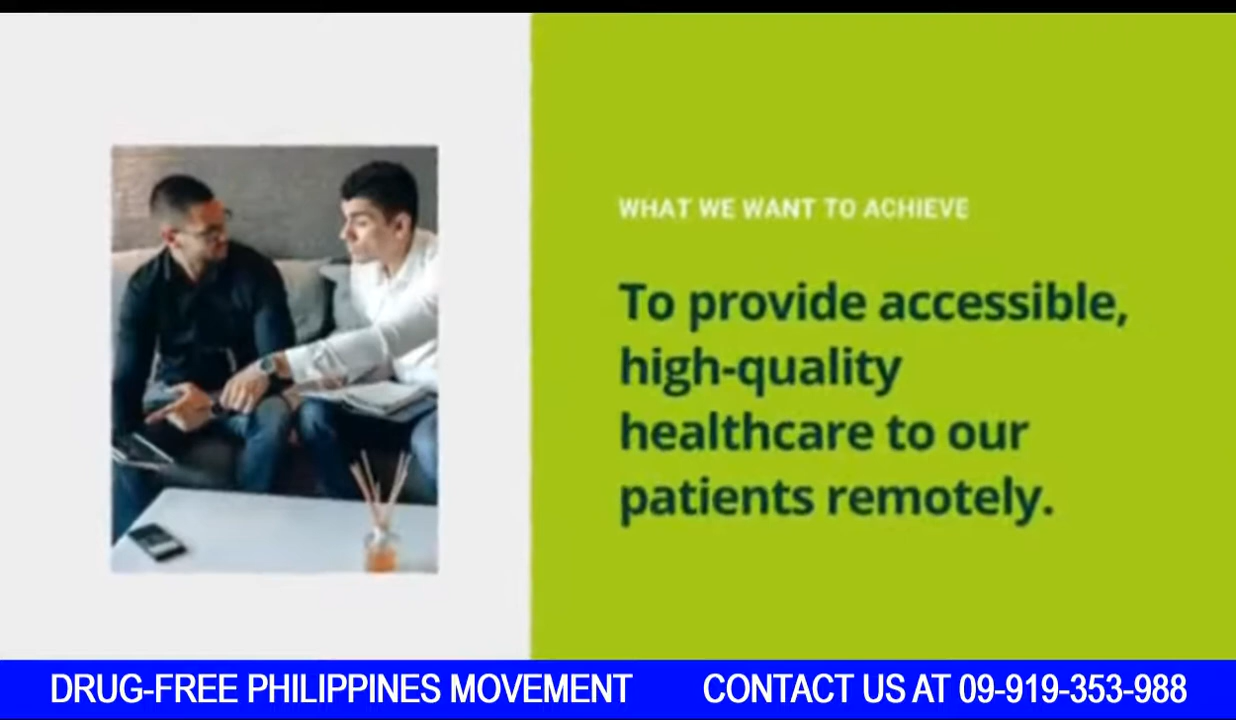 WHAT WE WANT TO ACHIEVE
To provide accessible,
high-quality
healthcare to our
patients remotely.
DRUG-FREE PHILIPPINES MOVEMENT CONTACT US AT 09-919-353-988